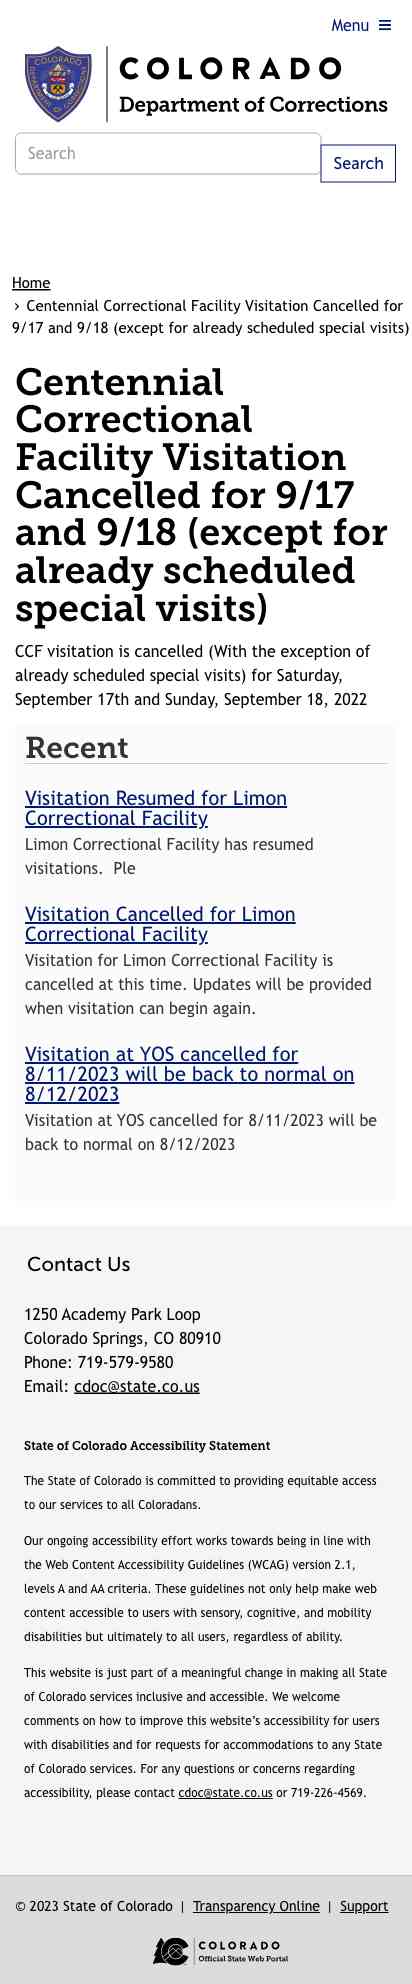 Menu
COLORADO
Department of Corrections
Search
Search
Home
› Centennial Correctional Facility Visitation Cancelled for
9/17 and 9/18 (except for already scheduled special visits)
Centennial
Correctional
Facility Visitation
Cancelled for 9/17
and 9/18 (except for
already scheduled
special visits)
CCF visitation is cancelled (With the exception of
already scheduled special visits) for Saturday,
September 17th and Sunday, September 18, 2022
Recent
Visitation Resumed for Limon
Correctional Facility
Limon Correctional Facility has resumed
visitations.  Ple
Visitation Cancelled for Limon
Correctional Facility
Visitation for Limon Correctional Facility is
cancelled at this time. Updates will be provided
when visitation can begin again.
Visitation at YOS cancelled for
8/11/2023 will be back to normal on
8/12/2023
Visitation at YOS cancelled for 8/11/2023 will be
back to normal on 8/12/2023
Contact Us
1250 Academy Park Loop
Colorado Springs, CO 80910
Phone: 719-579-9580
Email: cdoc@state.co.us
State of Colorado Accessibility Statement
The State of Colorado is committed to providing equitable access
to our services to all Coloradans.
Our ongoing accessibility effort works towards being in line with
the Web Content Accessibility Guidelines (WCAG) version 2.1,
levels A and AA criteria. These guidelines not only help make web
content accessible to users with sensory, cognitive, and mobility
disabilities but ultimately to all users, regardless of ability.
This website is just part of a meaningful change in making all State
of Colorado services inclusive and accessible. We welcome
comments on how to improve this website's accessibility for users
with disabilities and for requests for accommodations to any State
of Colorado services. For any questions or concerns regarding
accessibility, please contact cdoc@state.co.us or 719-226-4569.
© 2023 State of Colorado | Transparency Online | Support
COLORADO
Official State Web Portal